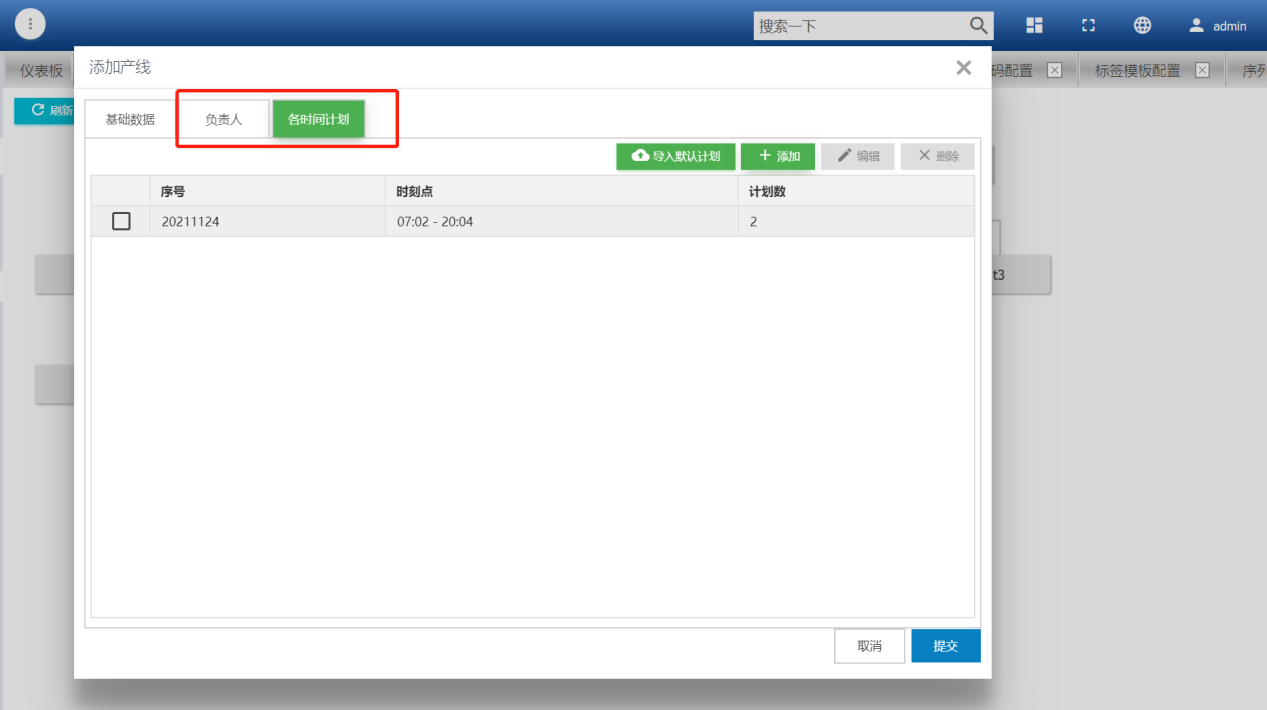 搜索一下
admin
仪表板
码配置
标签模板配置
序列
刷新
添加产线
基础数据
负责人
各时间计划
导入默认计划
添加
编辑
删除
序号
时刻点
计划数
20211124
07:02 - 20:04
2
t3
取消
提交